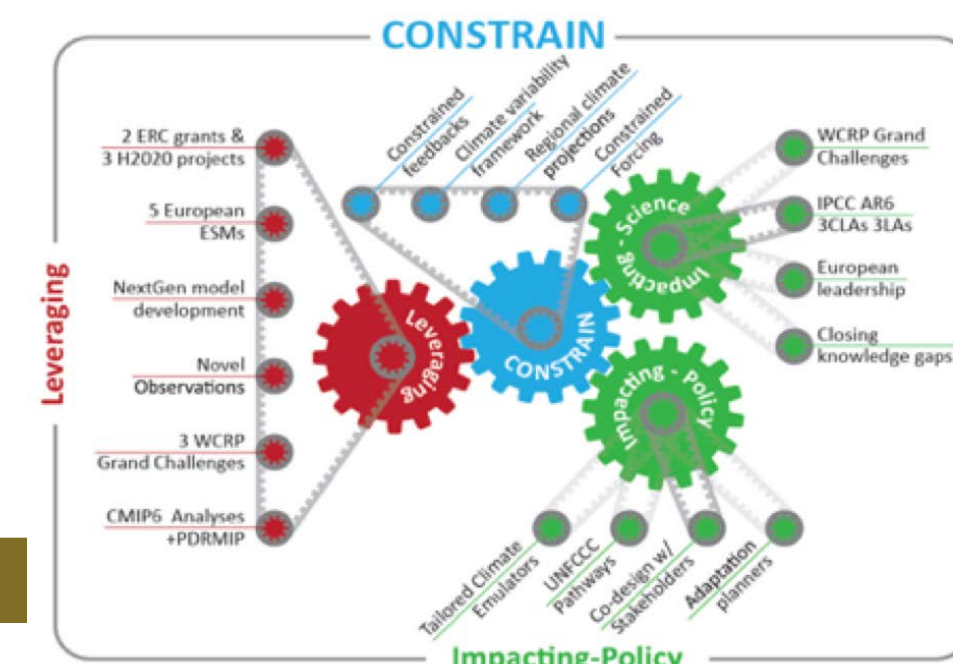 CONSTRAIN
2 ERC grants &
3 H2020 projects
5 European
ESMs
NextGen model
development
Novel
Observations
3 WCRP
Grand Challenges
CMIP6 Analyses
+PDRMIP
Leveraging
Constrained
feedbacks
Climate variability
framework
Regional climate
projections
Constrained
Forcing
Leveraging
CONSTRAIN
Impacting - Science
Impacting - Policy
WCRP Grand
Challenges
IPCC AR6
3CLAs 3LAs
European
leadership
Closing
knowledge gaps
Tailored Climate
Emulators
UNFCCC
Pathways
Co-design w/
Stakeholders
Adaptation
planners
Impacting-Policy